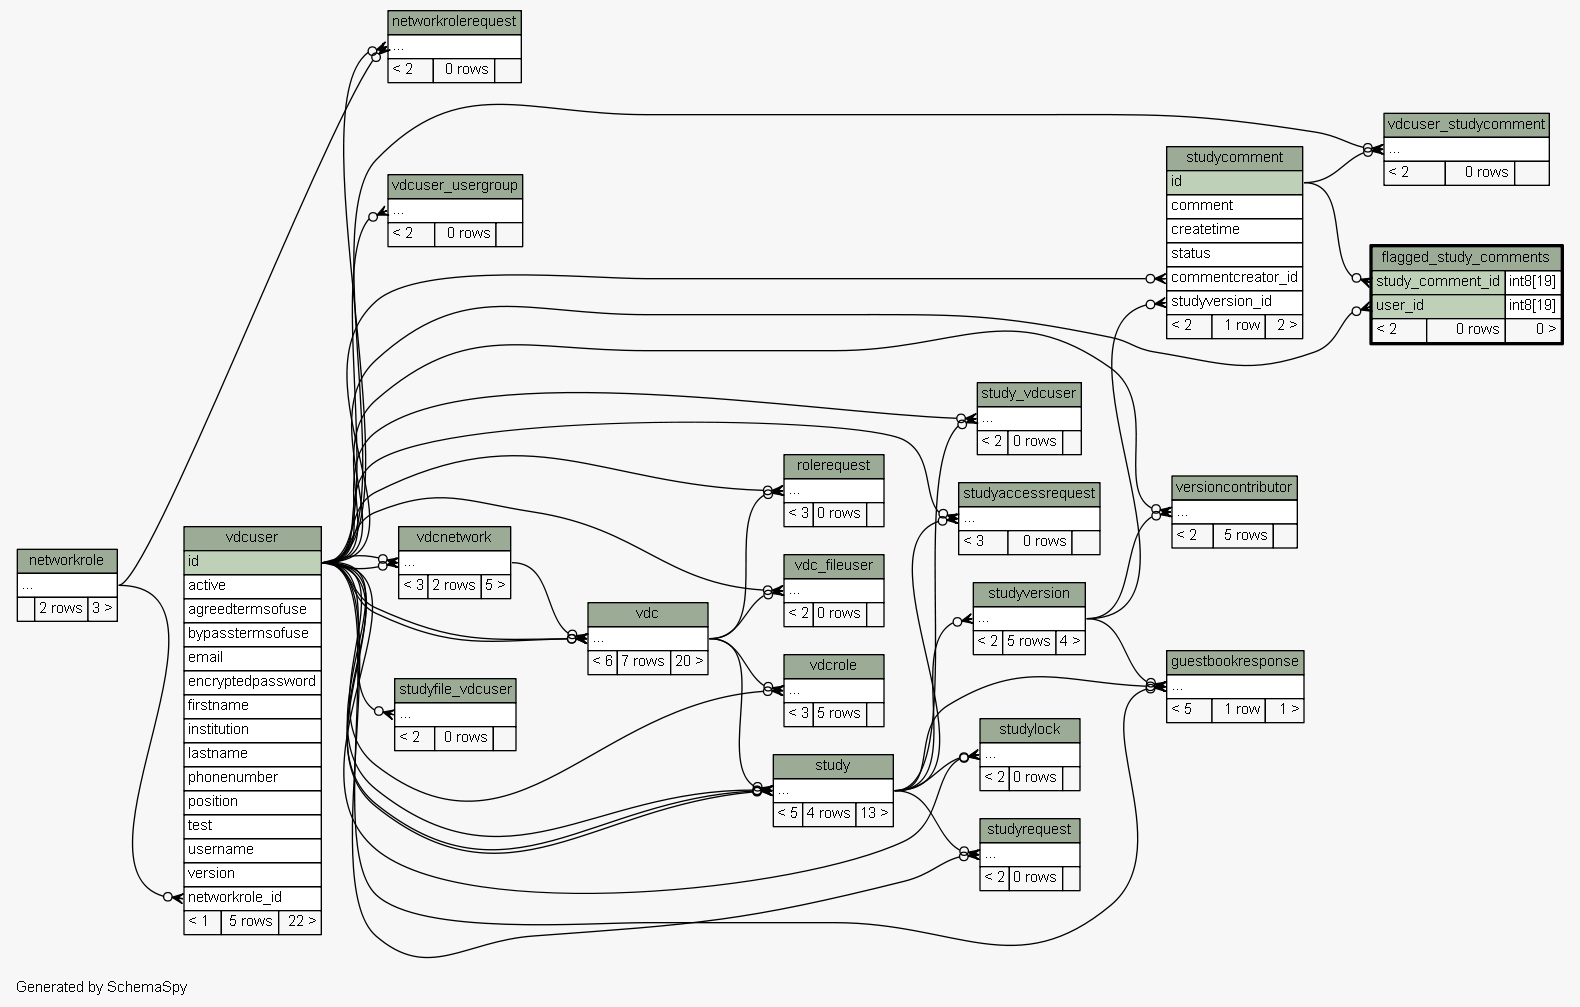 networkrolerequest
...
< 2 0 rows
vdcuser_studycomment
...
< 2 0 rows
studycomment
id
comment
createtime
status
commentcreator_id
studyversion_id
< 2 1 row 2 >
vdcuser_usergroup
...
< 2 0 rows
flagged_study_comments
study_comment_id int8[19]
user_id int8[19]
< 2 0 rows 0 >
study_vdcuser
...
< 2 0 rows
rolerequest
...
< 3 0 rows
studyaccessrequest
...
< 3 0 rows
versioncontributor
...
< 2 5 rows
networkrole
...
2 rows 3 >
vdcuser
id
active
agreedtermsofuse
bypasstermsofuse
email
encryptedpassword
firstname
institution
lastname
phonenumber
position
test
username
version
networkrole_id
< 1 5 rows 22 >
vdcnetwork
...
< 3 2 rows 5 >
vdc_fileuser
...
< 2 0 rows
studyversion
...
< 2 5 rows 4 >
vdc
...
< 6 7 rows 20 >
vdcrole
...
< 3 5 rows
guestbookresponse
...
< 5 1 row 1 >
studyfile_vdcuser
...
< 2 0 rows
studylock
...
< 2 0 rows
study
...
< 5 4 rows 13 >
studyrequest
...
< 2 0 rows
Generated by SchemaSpy